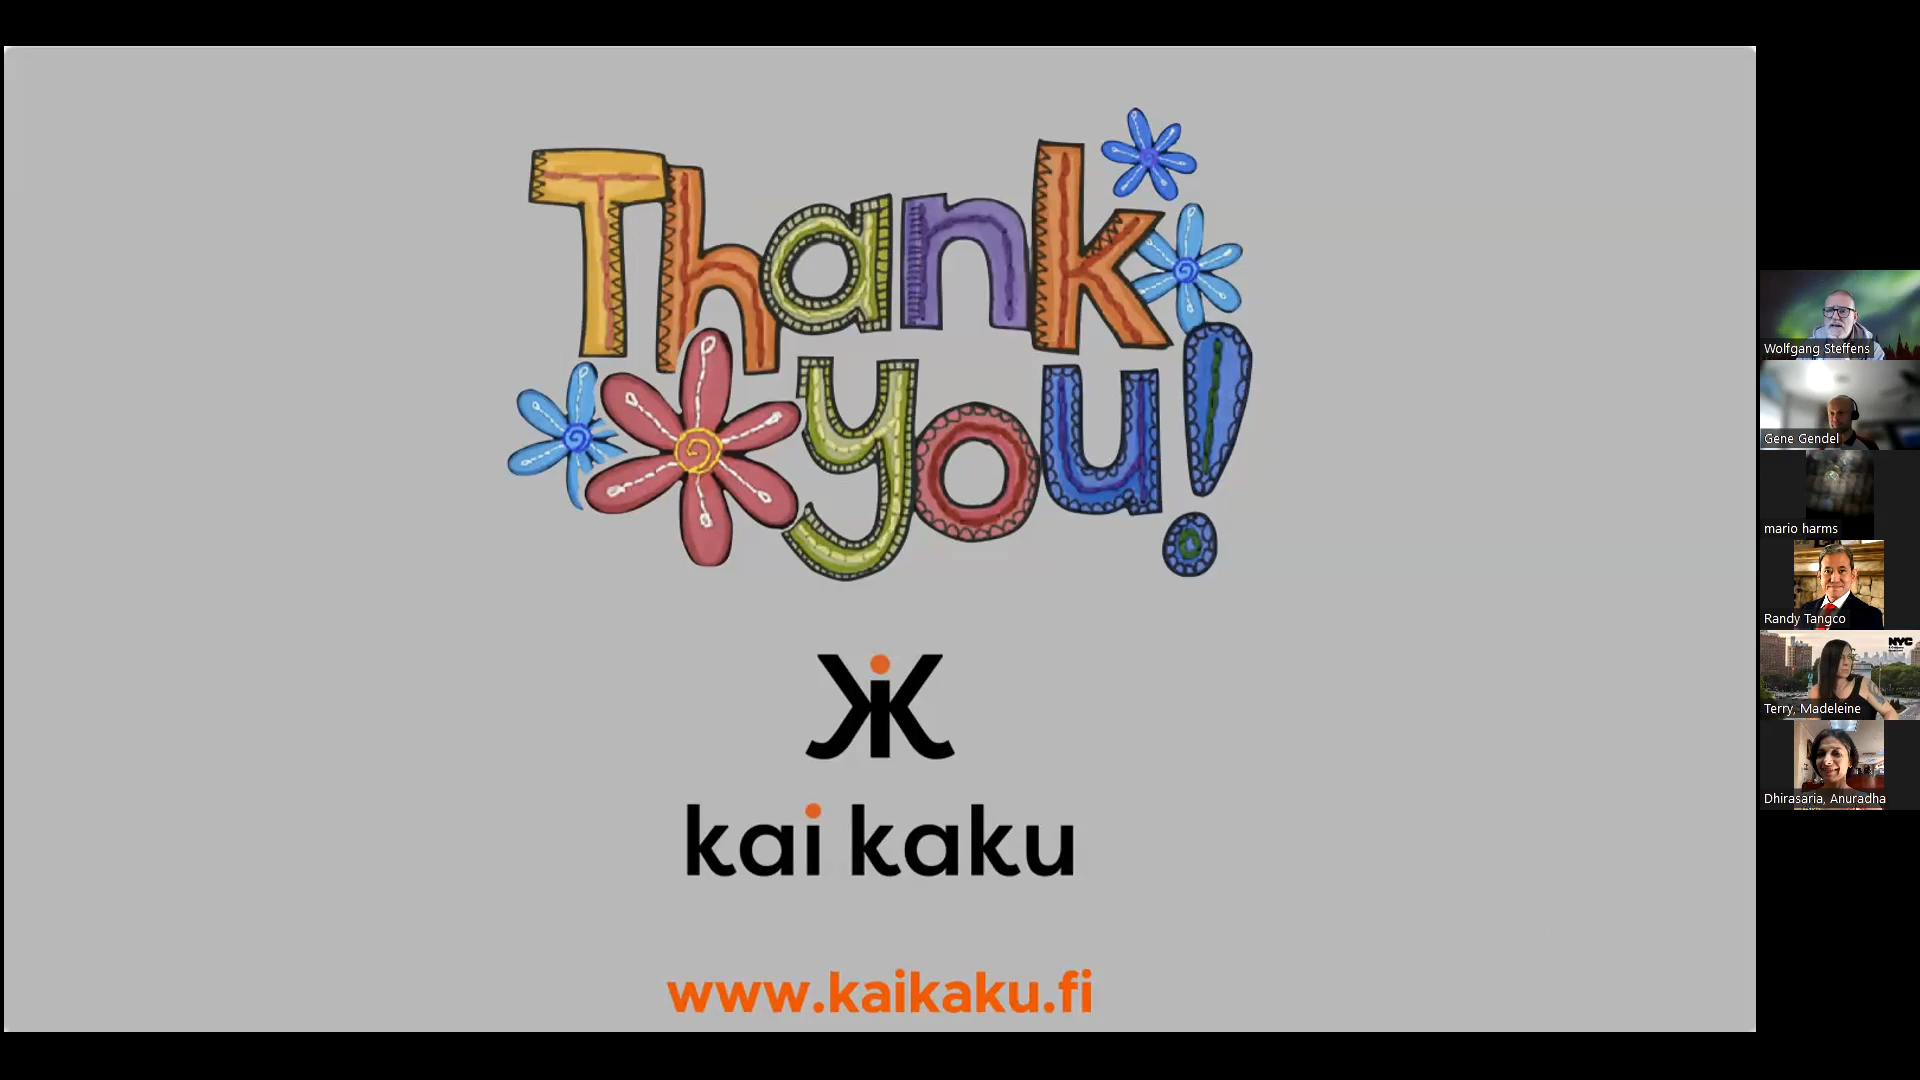 Thank
you!
kai kaku
www.kaikaku.fi
Wolfgang Steffens
Gene Gendel
mario harms
Randy Tangco
NYC
Terry, Madeleine
Dhirasaria, Anuradha